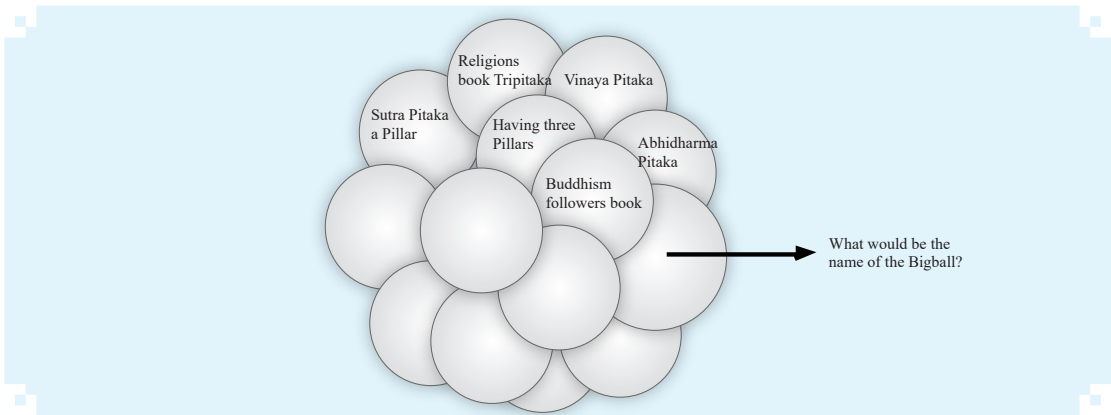 Religions
book Tripitaka
Vinaya Pitaka
Sutra Pitaka
a Pillar
Having three
Pillars
Abhidharma
Pitaka
Buddhism
followers book
What would be the
name of the Bigball?